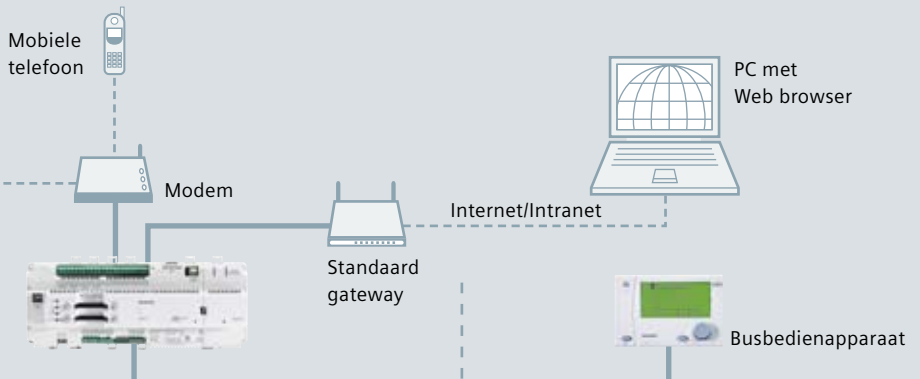 Mobiele
telefoon
PC met
Web browser
Modem
Internet/Intranet
Standaard
gateway
Busbedienapparaat